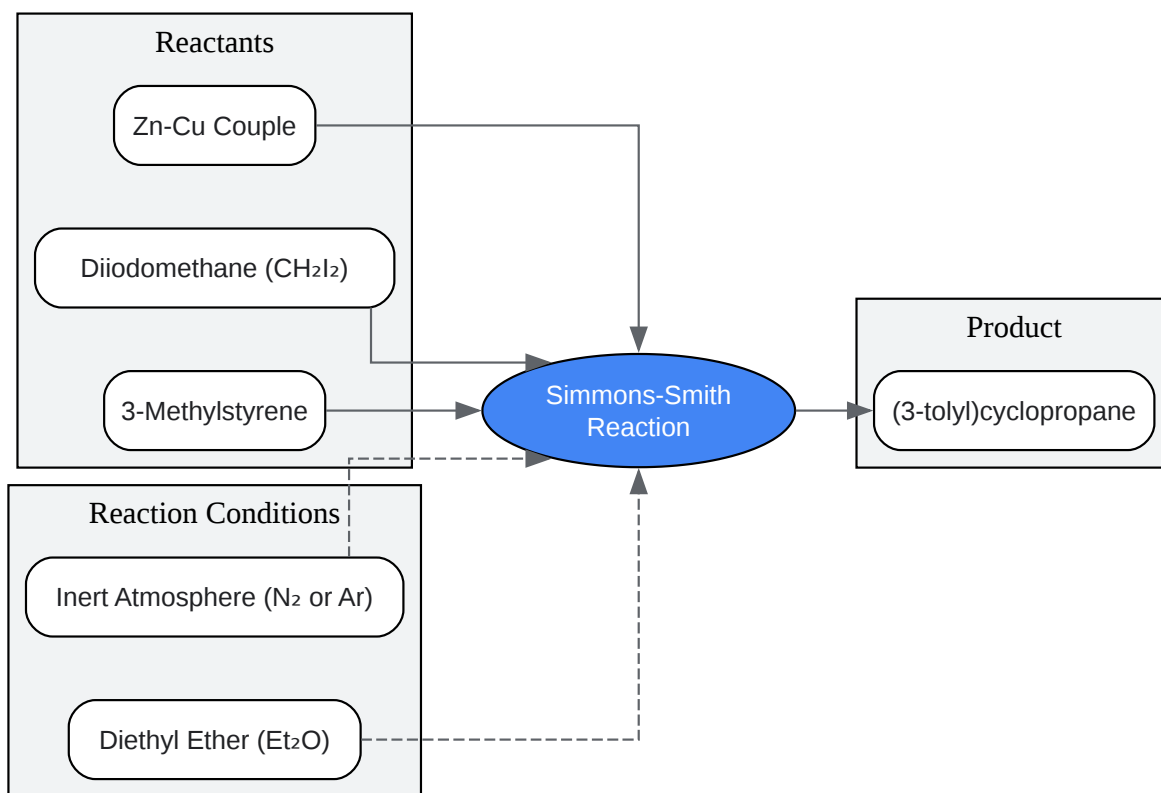 Reactants
Zn-Cu Couple
Diiodomethane (CH₂I₂)
3-Methylstyrene
Reaction Conditions
Inert Atmosphere (N₂ or Ar)
Diethyl Ether (Et₂O)
Simmons-Smith
Reaction
Product
(3-tolyl)cyclopropane